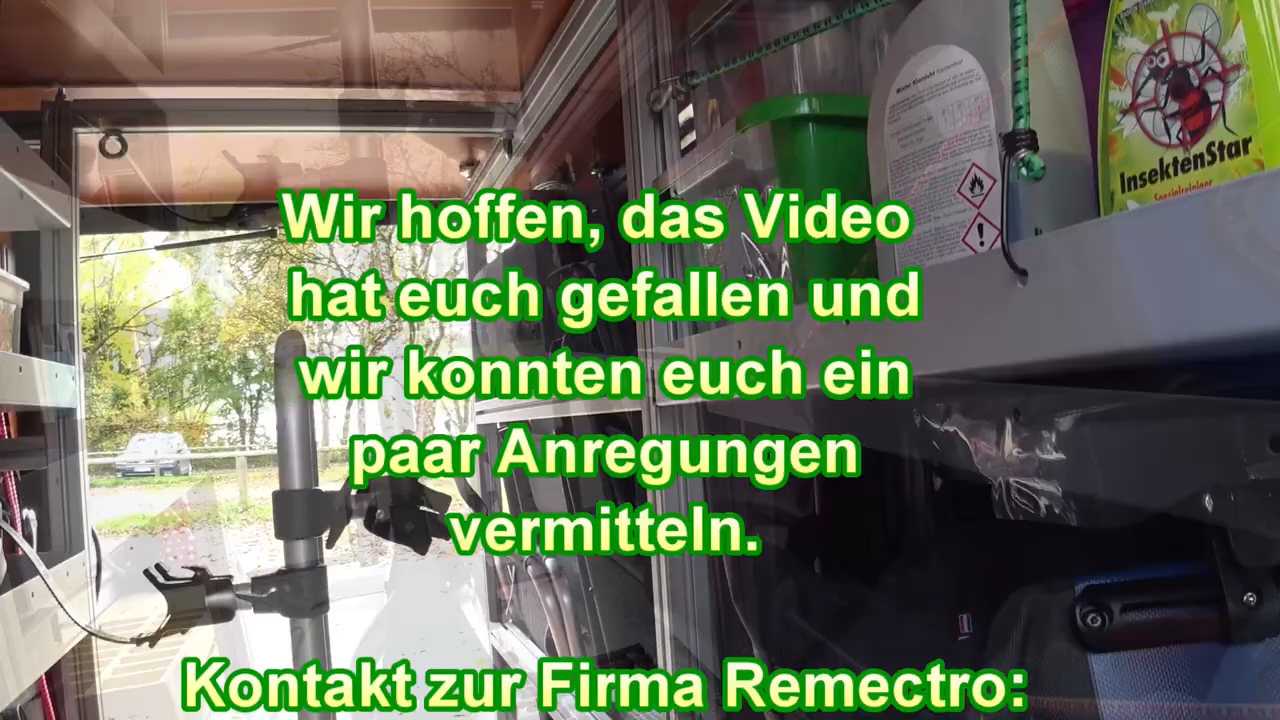 Wir hoffen, das Video
hat euch gefallen und
wir konnten euch ein
paar Anregungen
vermitteln.
Kontakt zur Firma Remectro:
InsektenStar
Spezialreiniger